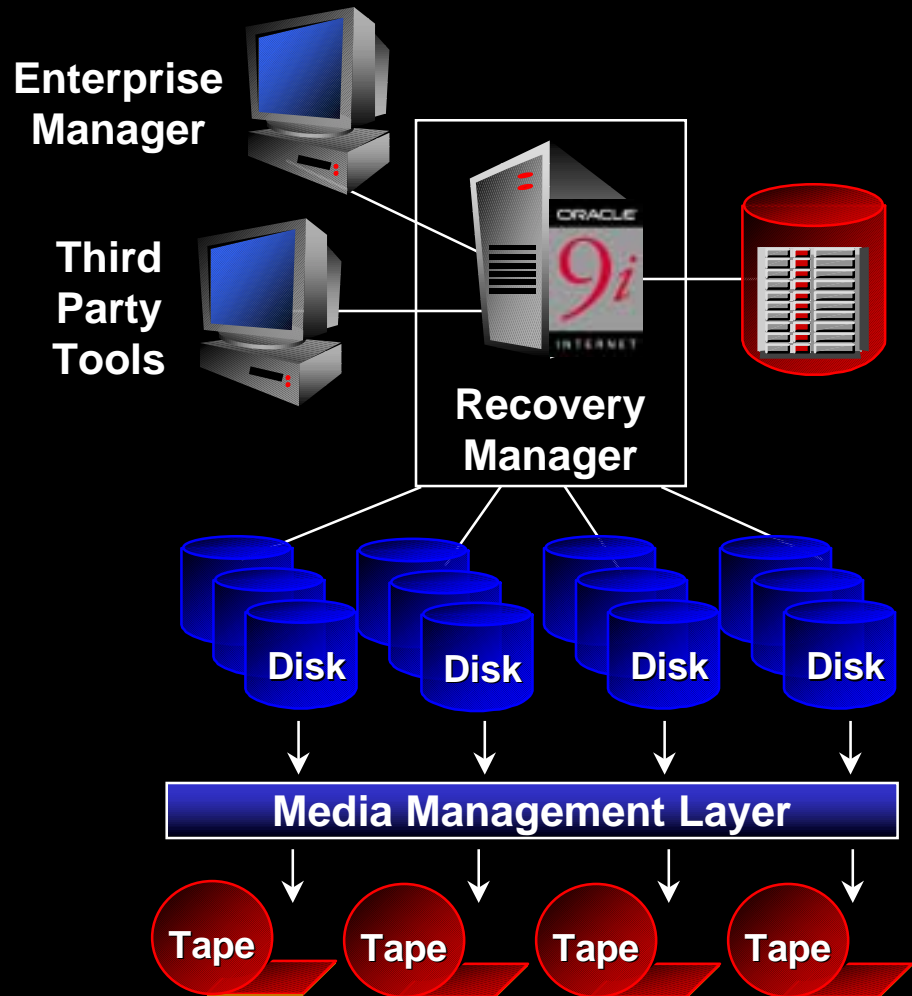 Enterprise
Manager
Third
Party
Tools
ORACLE
9i
INTERNET
Recovery
Manager
Disk
Disk
Disk
Disk
Media Management Layer
Tape
Tape
Tape
Tape